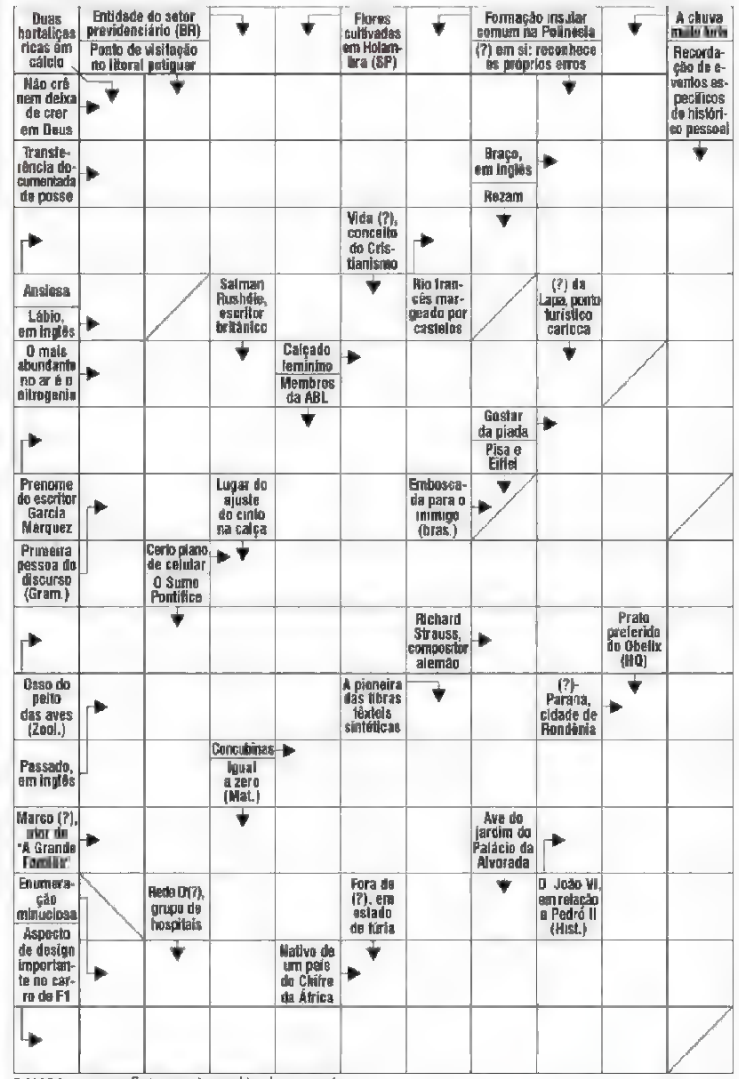 Duas
hortaliças
ricas em
cálcio
Entidade do setor
previdenciário (BR)
Ponto de visitação
no litoral potiguar
Flores
cultivadas
em Holam-
bra (SP)
Formação insular
comum na Polinésia
(?) em si: reconhece
os próprios erros
A chuva
muito forte
Recorda-
ção de e-
ventos es-
pecíficos
do históri-
co pessoal
Não crê
nem deixa
de crer
em Deus
Transfe-
rência do-
cumentada
de posse
Braço,
em inglês
Rezam
Vida (?),
conceito
do Cris-
tianismo
Ansiosa
Lábio,
em inglês
Salman
Rushdie,
escritor
britânico
Rio fran-
cês mar-
geado por
castelos
(?) da
Lapa, ponto
turístico
carioca
O mais
abundante
no ar é o
nitrogênio
Calçado
feminino
Membros
da ABL
Gostar
da piada
Pisa e
Eiffel
Prenome
do escritor
García
Márquez
Lugar do
ajuste
do cinto
na calça
Embosca-
da para o
inimigo
(bras.)
Primeira
pessoa do
discurso
(Gram.)
Certo plano
de celular
O Sumo
Pontífice
Richard
Strauss,
compositor
alemão
Prato
preferido
do Obelix
(HQ)
Osso do
peito
das aves
(Zool.)
A pioneira
das fibras
têxteis
sintéticas
(?)-
Paraná,
cidade de
Rondônia
Passado,
em inglês
Concubinas
Igual
a zero
(Mat.)
Marco (?),
ator de
"A Grande
Família"
Ave do
jardim do
Palácio da
Alvorada
Enumera-
ção
minuciosa
Rede D'(?),
grupo de
hospitais
Fora de
(?), em
estado
de fúria
D. João VI,
em relação
a Pedro II
(Hist.)
Aspecto
de design
importan-
te no car-
ro de F1
Nativo de
um país
do Chifre
da África